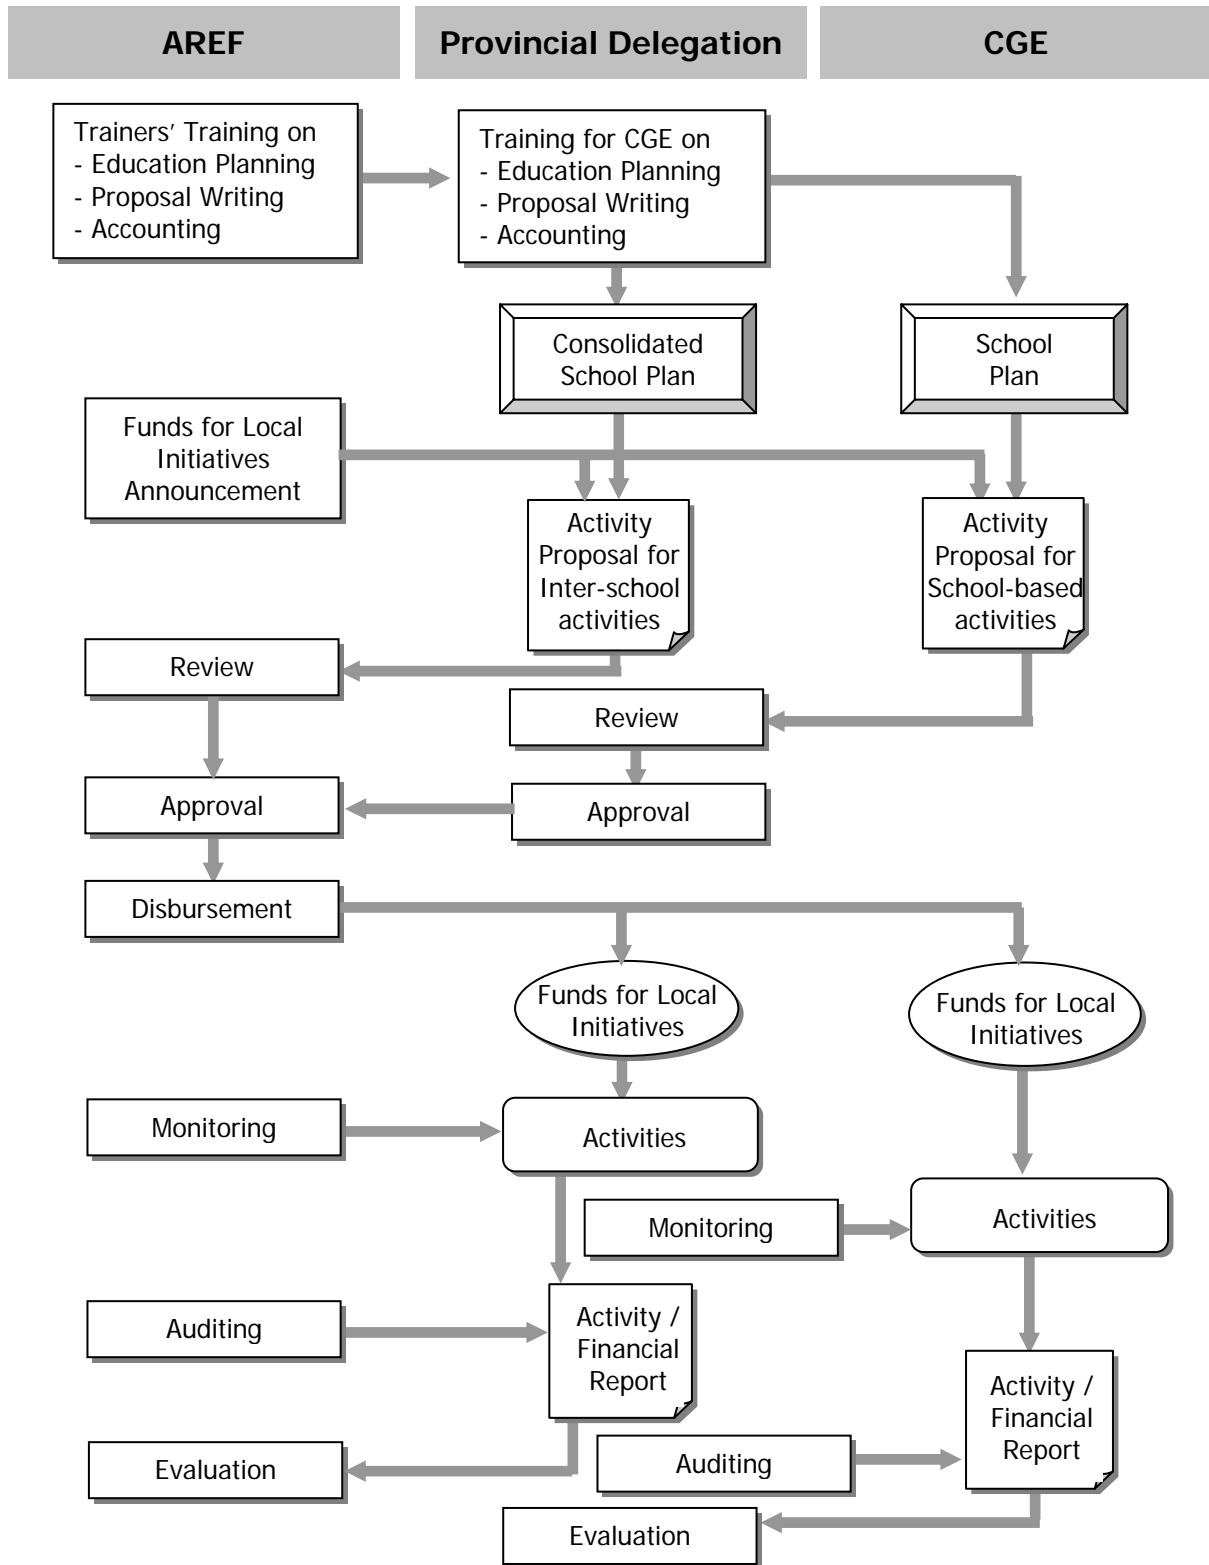 AREF
Provincial Delegation
CGE
Trainers' Training on
- Education Planning
- Proposal Writing
- Accounting
Training for CGE on
- Education Planning
- Proposal Writing
- Accounting
Consolidated
School Plan
School
Plan
Funds for Local
Initiatives
Announcement
Activity
Proposal for
Inter-school
activities
Activity
Proposal for
School-based
activities
Review
Review
Approval
Approval
Disbursement
Funds for Local
Initiatives
Funds for Local
Initiatives
Monitoring
Activities
Monitoring
Activities
Auditing
Activity /
Financial
Report
Activity /
Financial
Report
Evaluation
Auditing
Evaluation